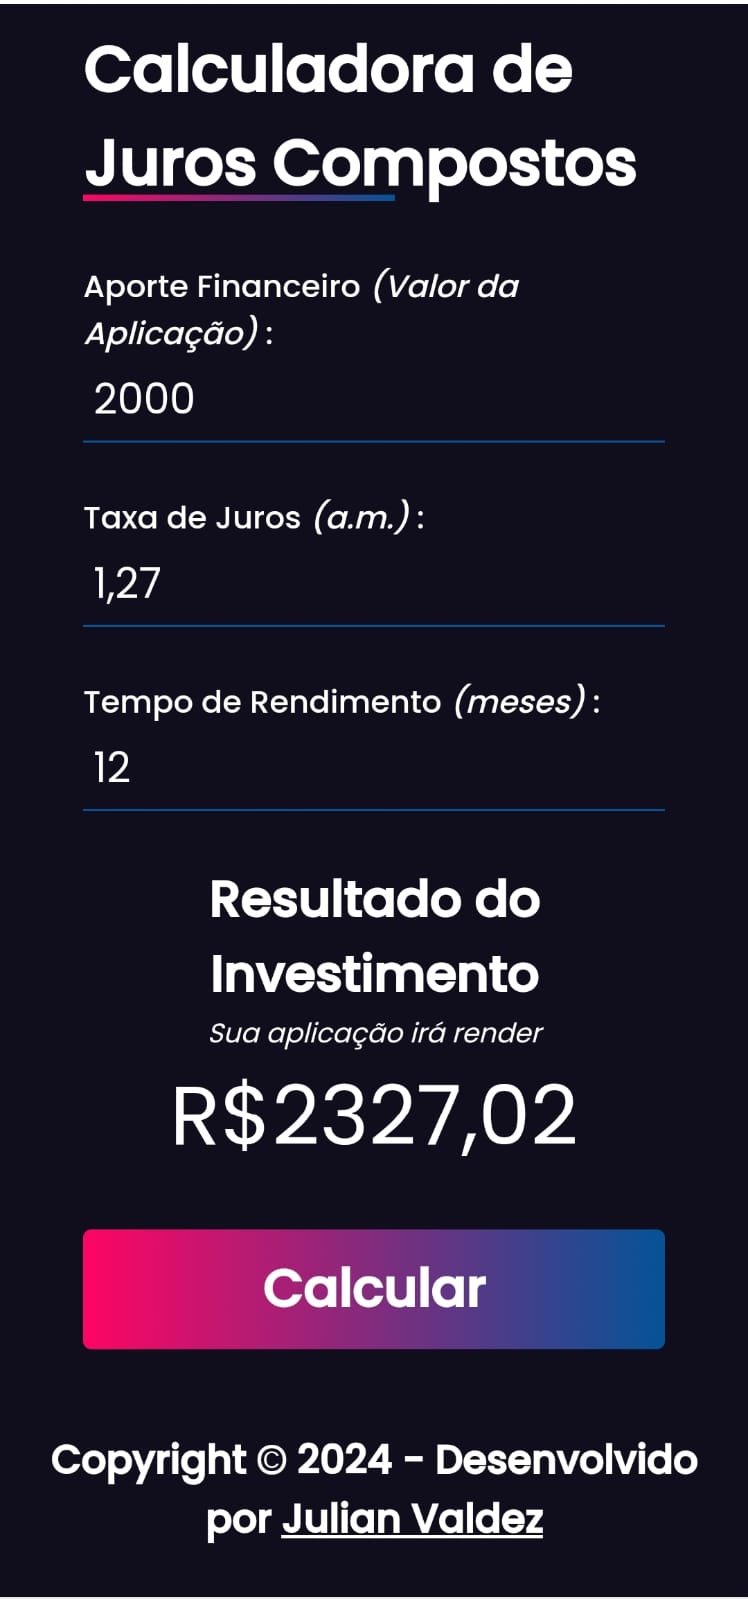 Calculadora de
Juros Compostos
Aporte Financeiro (Valor da
Aplicação) :
2000
Taxa de Juros (a.m.) :
1,27
Tempo de Rendimento (meses) :
12
Resultado do
Investimento
Sua aplicação irá render
R$2327,02
Calcular
Copyright © 2024 - Desenvolvido
por Julian Valdez